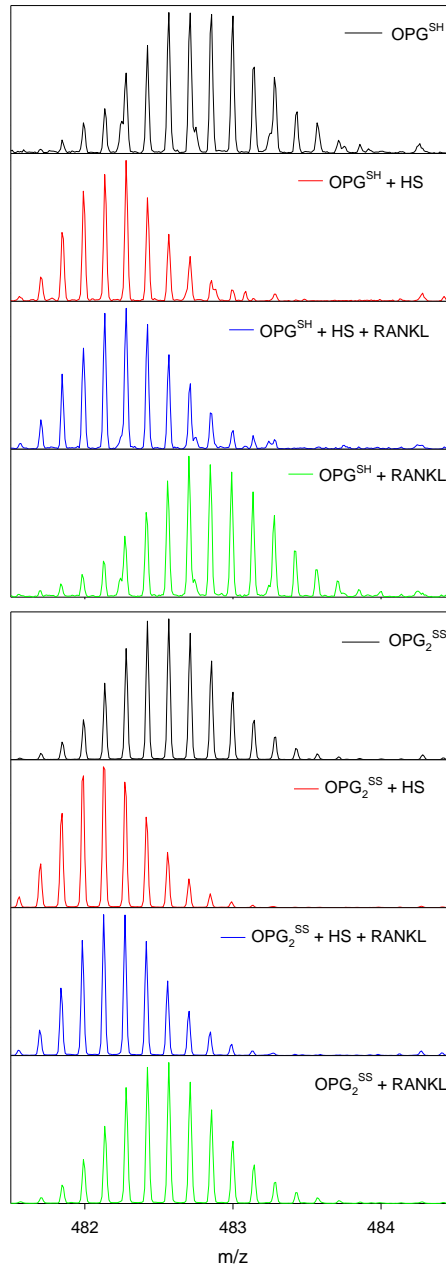 OPG^SH
OPG^SH + HS
OPG^SH + HS + RANKL
OPG^SH + RANKL
OPG₂^SS
OPG₂^SS + HS
OPG₂^SS + HS + RANKL
OPG₂^SS + RANKL
482 483 484
m/z